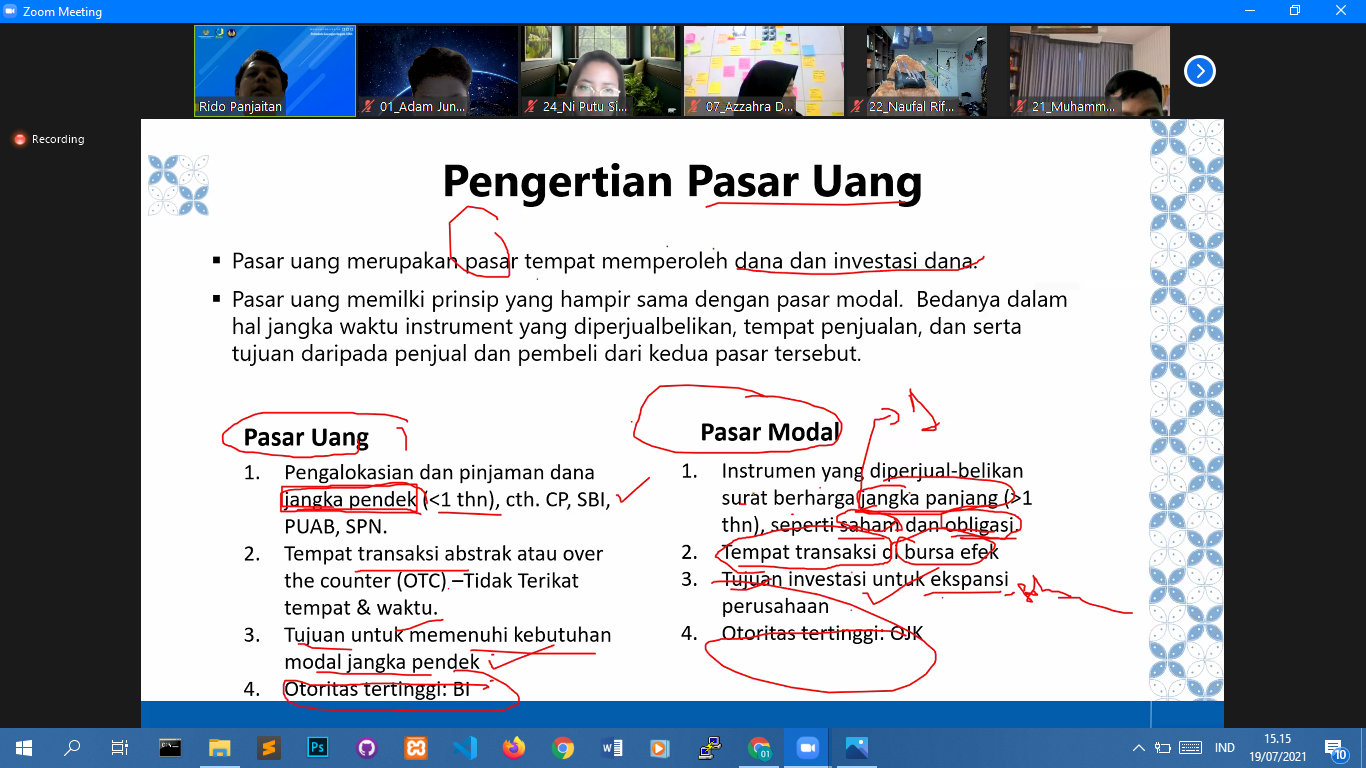 Zoom Meeting
Rido Panjaitan
01_Adam Jun...
24_Ni Putu Si...
07_Azzahra D...
22_Naufal Rif...
21_Muhamm...
Recording
Pengertian Pasar Uang
▪ Pasar uang merupakan pasar tempat memperoleh dana dan investasi dana.
▪ Pasar uang memilki prinsip yang hampir sama dengan pasar modal. Bedanya dalam
hal jangka waktu instrument yang diperjualbelikan, tempat penjualan, dan serta
tujuan daripada penjual dan pembeli dari kedua pasar tersebut.
Pasar Uang
1. Pengalokasian dan pinjaman dana
jangka pendek (<1 thn), cth. CP, SBI,
PUAB, SPN.
2. Tempat transaksi abstrak atau over
the counter (OTC) –Tidak Terikat
tempat & waktu.
3. Tujuan untuk memenuhi kebutuhan
modal jangka pendek
4. Otoritas tertinggi: BI
Pasar Modal
1. Instrumen yang diperjual-belikan
surat berharga jangka panjang (>1
thn), seperti saham dan obligasi.
2. Tempat transaksi di bursa efek
3. Tujuan investasi untuk ekspansi
perusahaan
4. Otoritas tertinggi: OJK
IND
15.15
19/07/2021
10